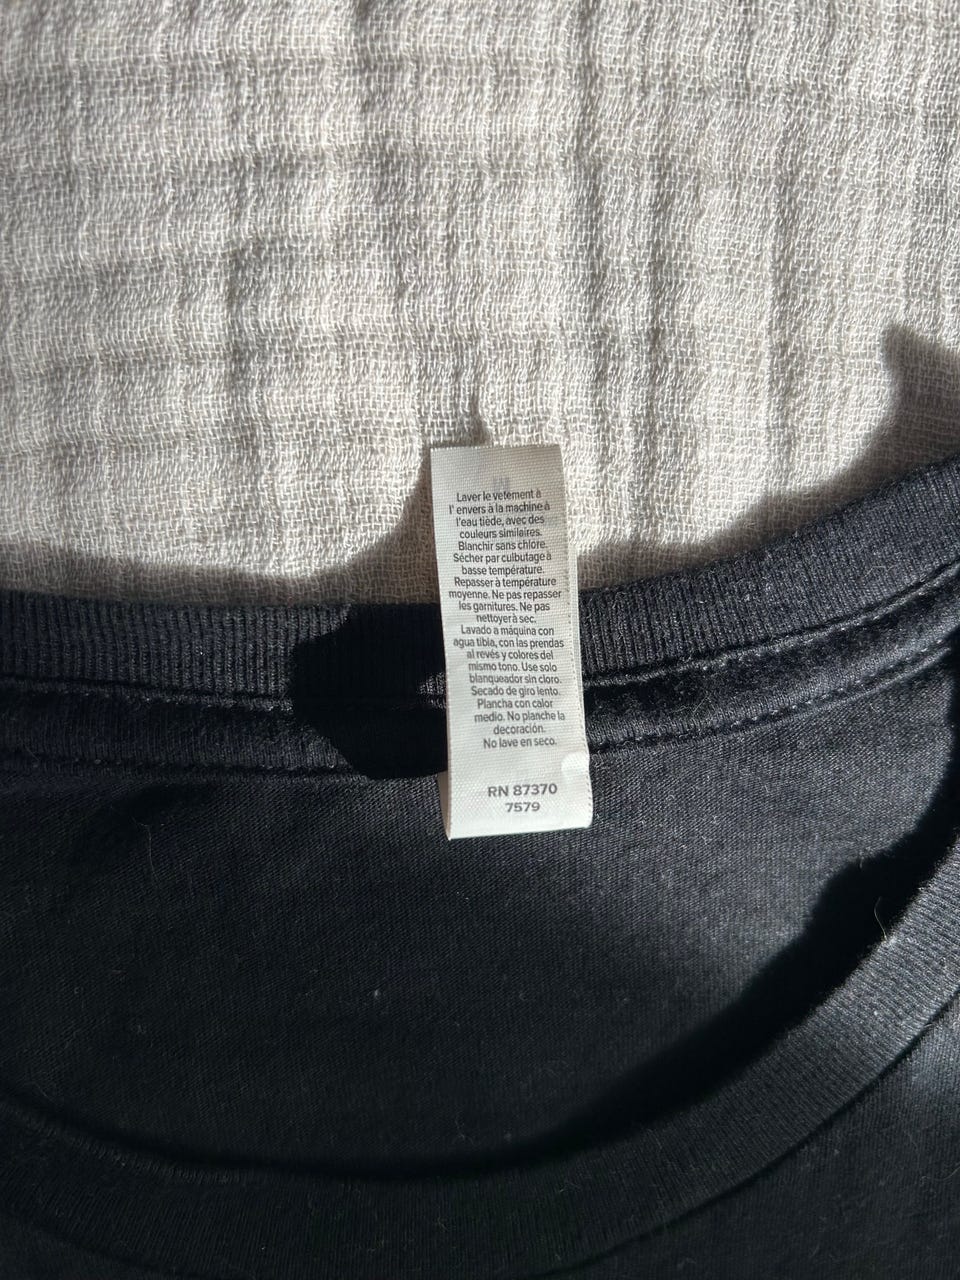 Laver le vetement à
l' envers à la machine à
l'eau tiède, avec des
couleurs similaires.
Blanchir sans chlore.
Sécher par culbutage à
basse température.
Repasser à température
moyenne. Ne pas repasser
les garnitures. Ne pas
nettoyer à sec.
Lavado a máquina con
agua tibia, con las prendas
al revés y colores del
mismo tono. Use solo
blanqueador sin cloro.
Secado de giro lento.
Plancha con calor
medio. No planche la
decoración.
No lave en seco.
RN 87370
7579